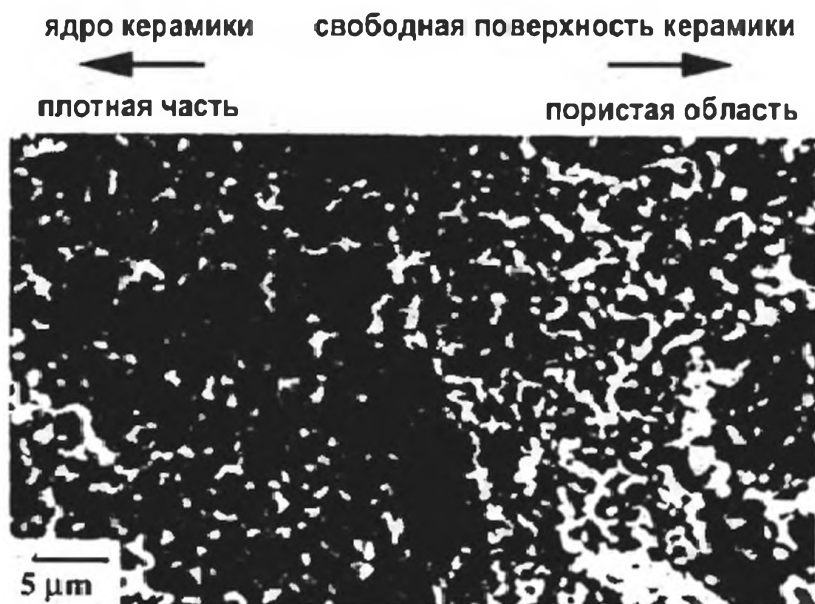 ядро керамики свободная поверхность керамики
плотная часть пористая область
5 µm